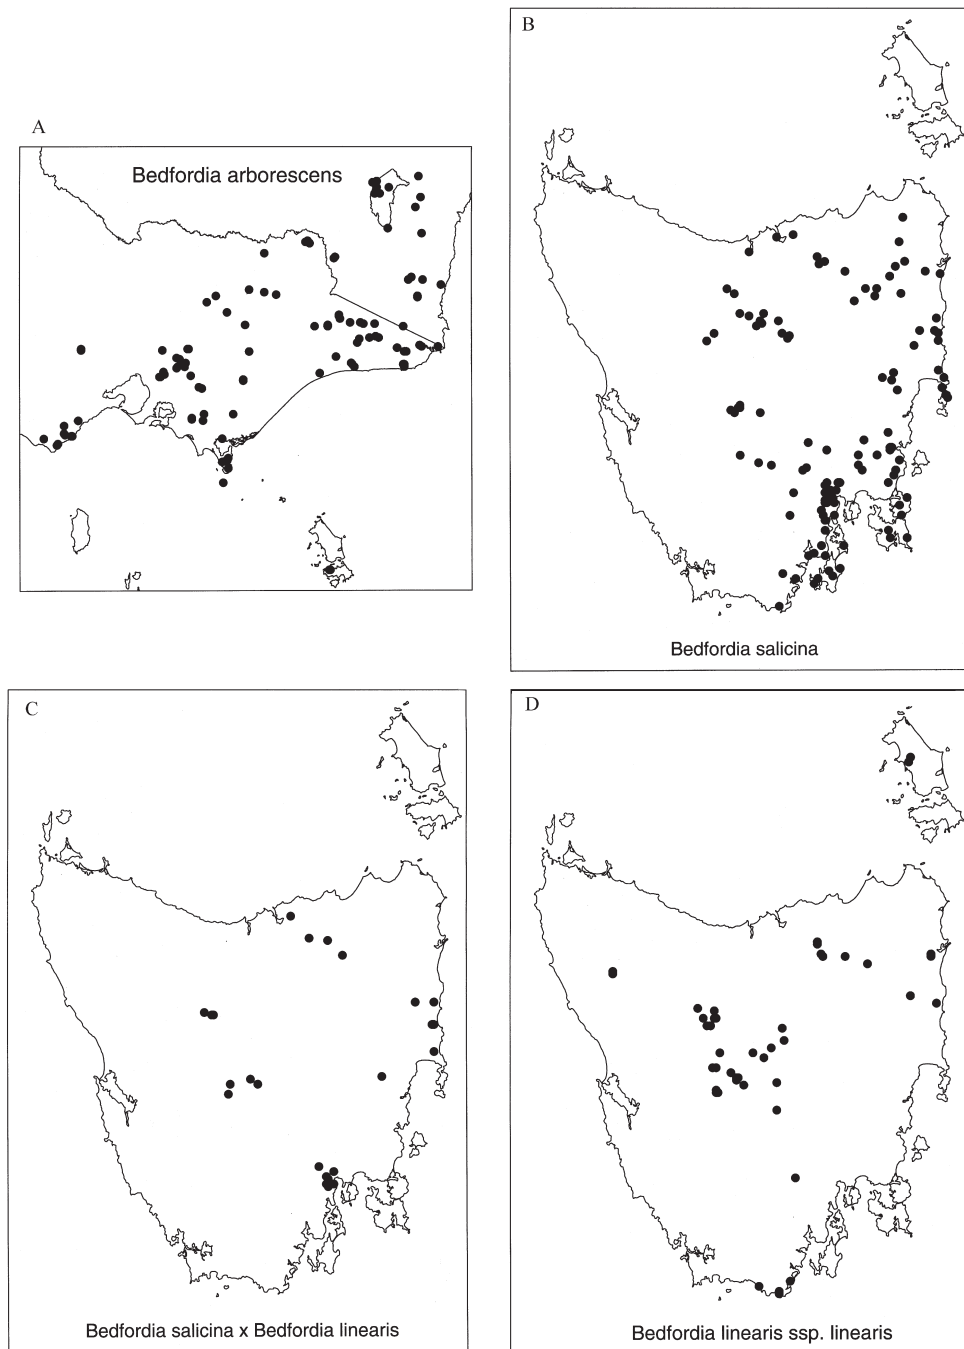 A
Bedfordia arborescens
B
Bedfordia salicina
C
Bedfordia salicina x Bedfordia linearis
D
Bedfordia linearis ssp. linearis